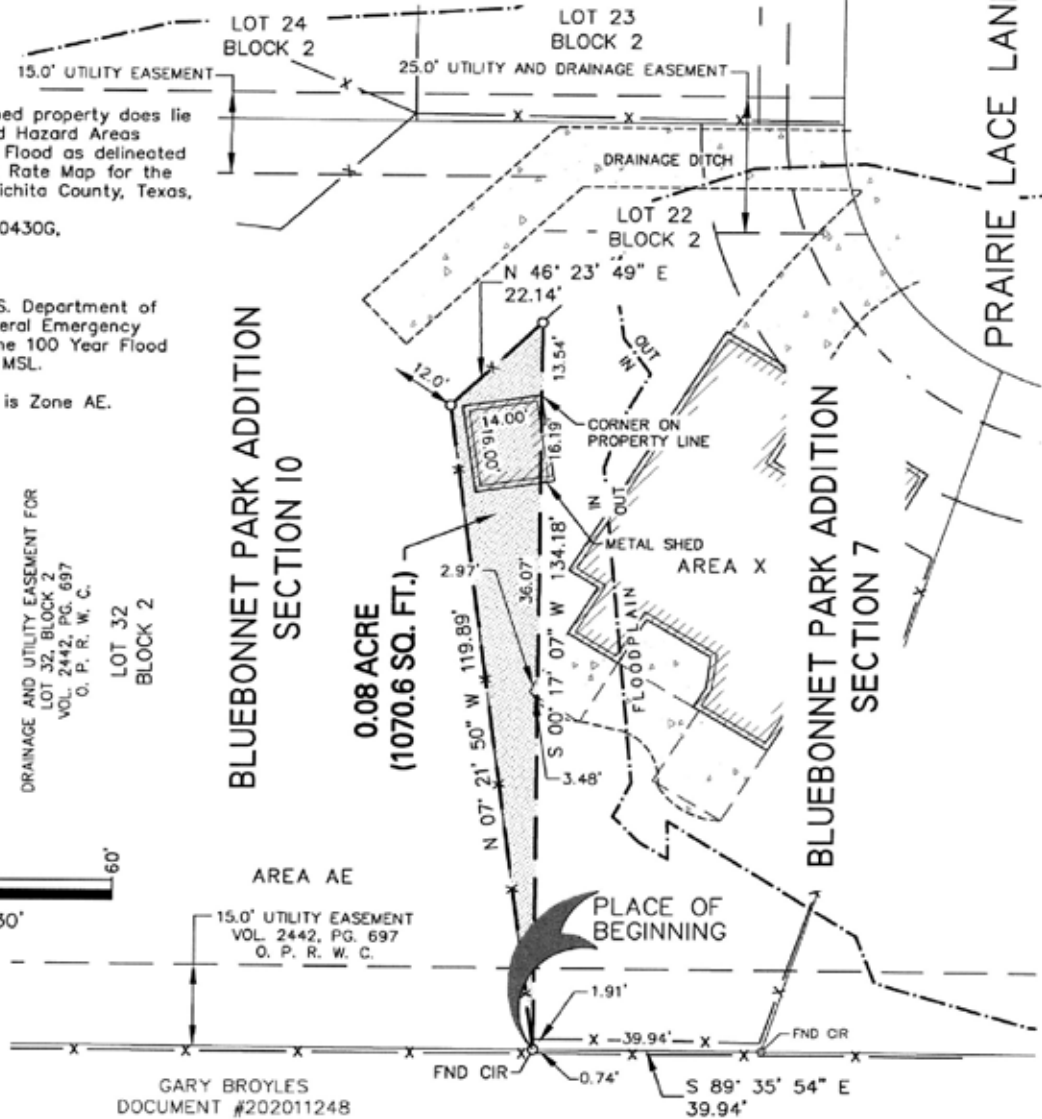 LOT 24
BLOCK 2
LOT 23
BLOCK 2
15.0' UTILITY EASEMENT
25.0' UTILITY AND DRAINAGE EASEMENT
PRAIRIE LACE LAN
ed property does lie
d Hazard Areas
Flood as delineated
Rate Map for the
ichita County, Texas,
0430G,
DRAINAGE DITCH
LOT 22
BLOCK 2
S. Department of
eral Emergency
ne 100 Year Flood
MSL.
is Zone AE.
N 46° 23' 49" E
22.14'
OUT
IN
12.0'
13.54'
14.00'
16.00'
16.19
CORNER ON
PROPERTY LINE
IN
OUT
METAL SHED
AREA X
BLUEBONNET PARK ADDITION
SECTION 10
DRAINAGE AND UTILITY EASEMENT FOR
LOT 32, BLOCK 2
VOL. 2442, PG. 697
O. P. R. W. C.
LOT 32
BLOCK 2
0.08 ACRE
(1070.6 SQ. FT.)
2.97'
36.07'
S 00° 17' 07" W 134.18'
N 07° 21' 50" W 119.89'
FLOODPLAIN
3.48'
BLUEBONNET PARK ADDITION
SECTION 7
60'
30'
AREA AE
15.0' UTILITY EASEMENT
VOL. 2442, PG. 697
O. P. R. W. C.
PLACE OF
BEGINNING
1.91'
39.94'
FND CIR
FND CIR
0.74'
S 89° 35' 54" E
39.94'
GARY BROYLES
DOCUMENT #202011248